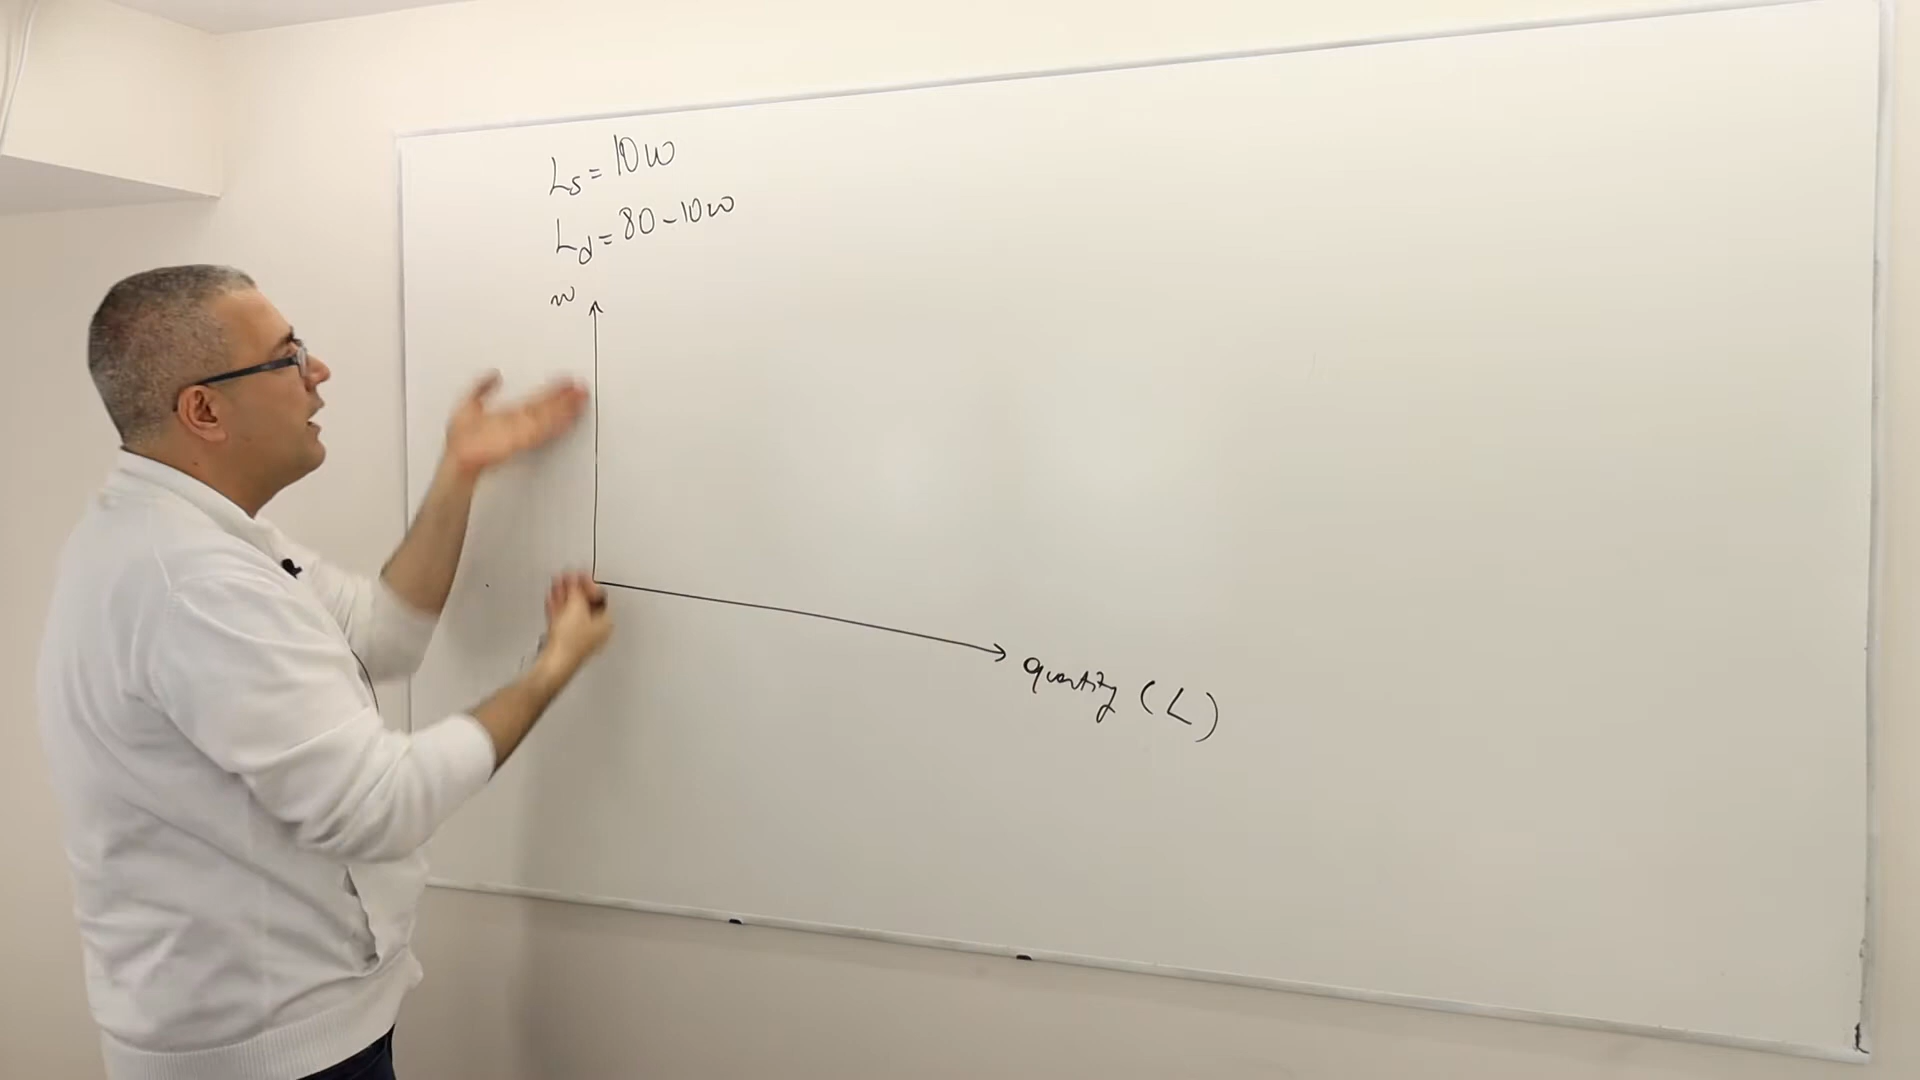 Ls = 10w
Ld = 80 - 10w
w
quantity (L)